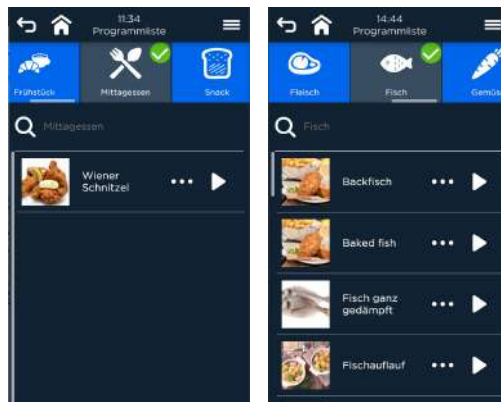 11:34
Programmliste
Frühstück
Mittagessen
Snack
Mittagessen
Wiener
Schnitzel
14:44
Programmliste
Fleisch
Fisch
Gemüse
Fisch
Backfisch
Baked fish
Fisch ganz
gedämpft
Fischauflauf